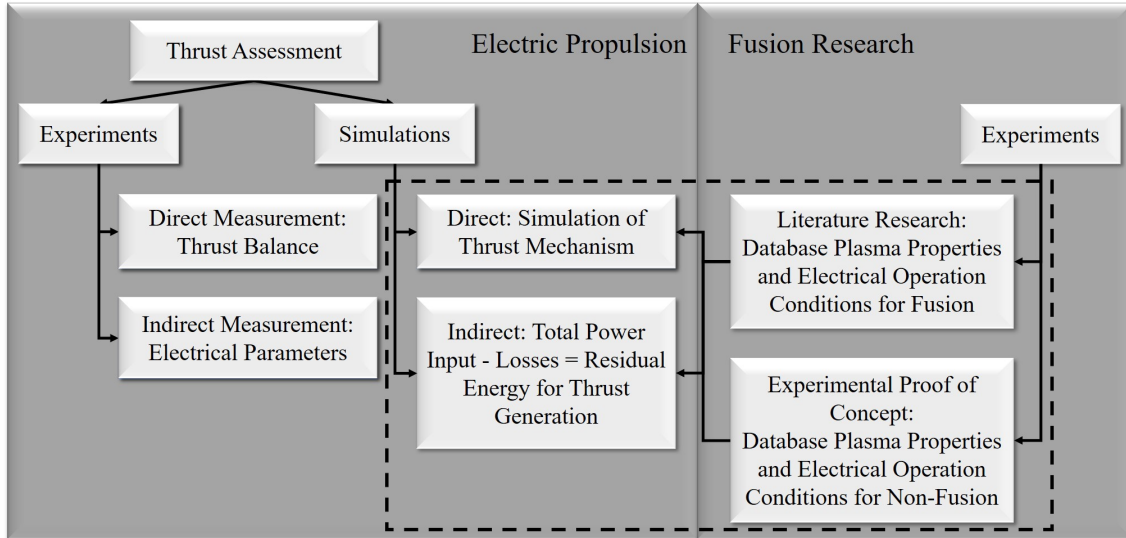 Electric Propulsion
Fusion Research
Thrust Assessment
Experiments
Simulations
Experiments
Direct Measurement:
Thrust Balance
Indirect Measurement:
Electrical Parameters
Direct: Simulation of
Thrust Mechanism
Indirect: Total Power
Input - Losses = Residual
Energy for Thrust
Generation
Literature Research:
Database Plasma Properties
and Electrical Operation
Conditions for Fusion
Experimental Proof of
Concept:
Database Plasma Properties
and Electrical Operation
Conditions for Non-Fusion